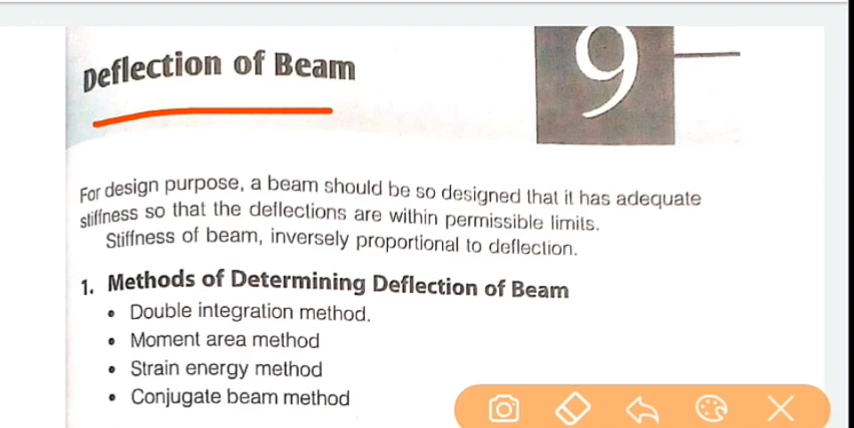 Deflection of Beam
9
For design purpose, a beam should be so designed that it has adequate
stiffness so that the deflections are within permissible limits.
Stiffness of beam, inversely proportional to deflection.
1. Methods of Determining Deflection of Beam
• Double integration method.
• Moment area method
• Strain energy method
• Conjugate beam method